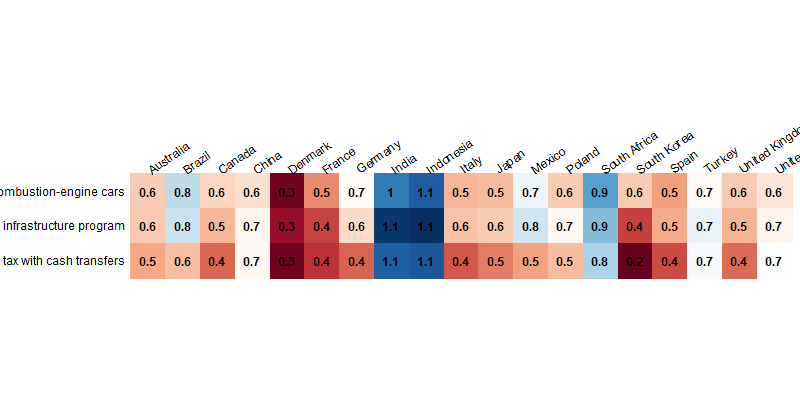 Australia Brazil Canada China Denmark France Germany India Indonesia Italy Japan Mexico Poland South Africa South Korea Spain Turkey United Kingdo Unite
ombustion-engine cars 0.6 0.8 0.6 0.6 0.3 0.5 0.7 1 1.1 0.5 0.5 0.7 0.6 0.9 0.6 0.5 0.7 0.6 0.6
infrastructure program 0.6 0.8 0.5 0.7 0.3 0.4 0.6 1.1 1.1 0.6 0.6 0.8 0.7 0.9 0.4 0.5 0.7 0.5 0.7
tax with cash transfers 0.5 0.6 0.4 0.7 0.3 0.4 0.4 1.1 1.1 0.4 0.5 0.5 0.5 0.8 0.2 0.4 0.7 0.4 0.7